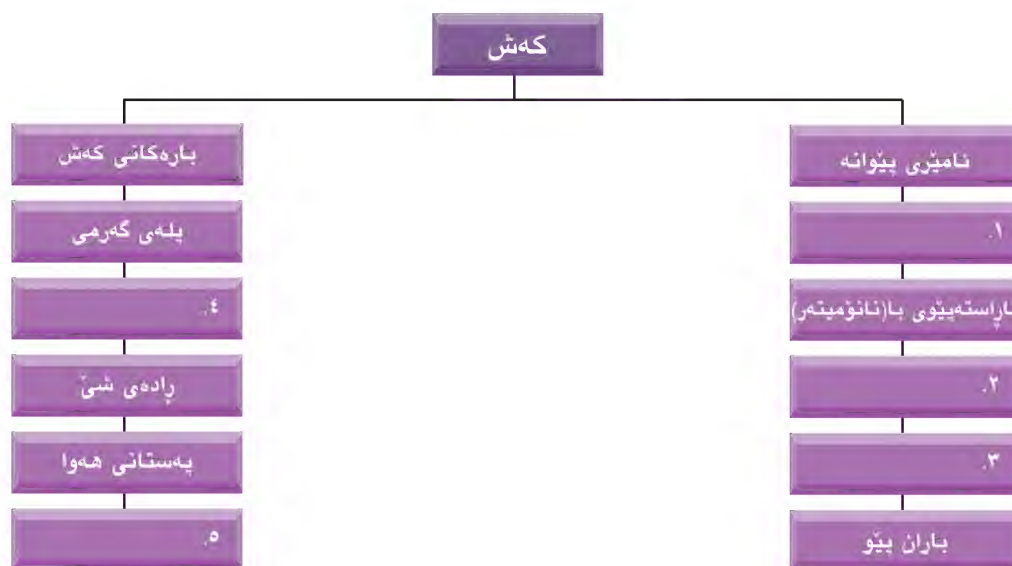 کەش
ئامێری پێوانە
١.
ئاڕاستەپێوی با(ئانۆمیتەر)
٢.
٣.
باران پێو
بارەکانی کەش
پلەی گەرمی
٤.
ڕادەی شێ
پەستانی هەوا
٥.